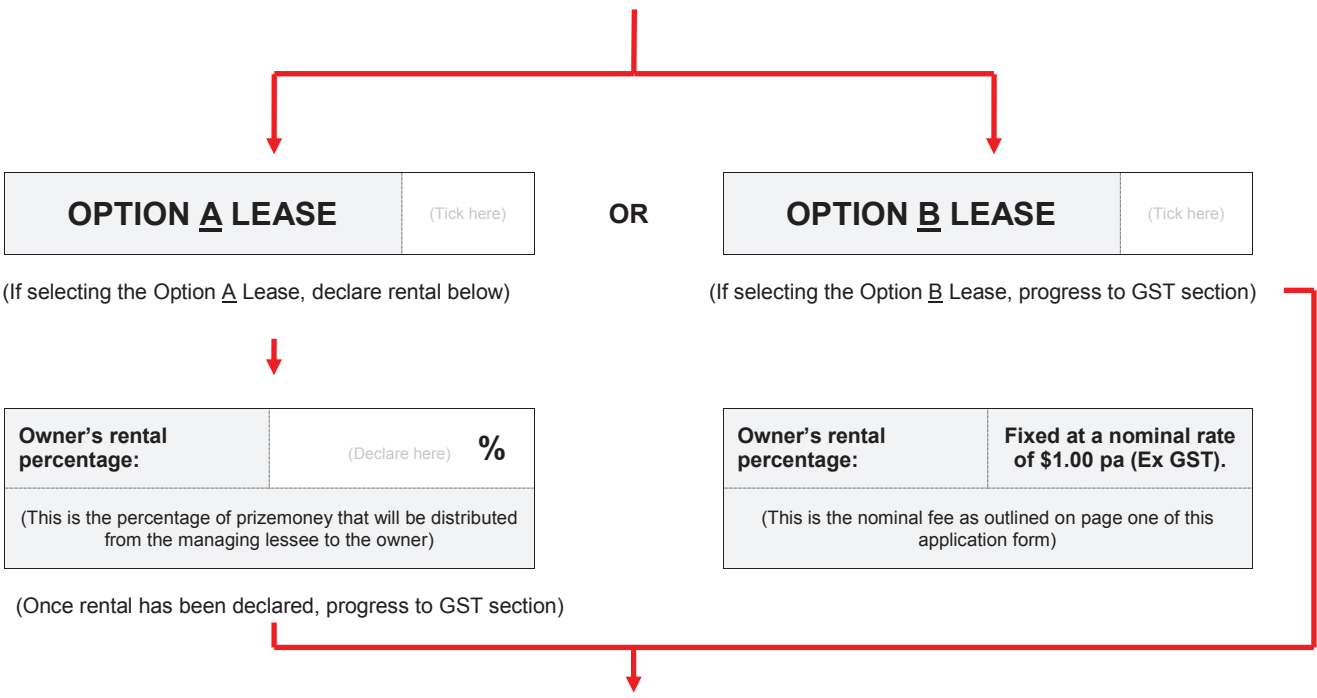 OPTION A LEASE
(Tick here)
OR
OPTION B LEASE
(Tick here)
(If selecting the Option A Lease, declare rental below)
(If selecting the Option B Lease, progress to GST section)
Owner's rental
percentage:
(Declare here) %
(This is the percentage of prizemoney that will be distributed
from the managing lessee to the owner)
Owner's rental
percentage:
Fixed at a nominal rate
of $1.00 pa (Ex GST).
(This is the nominal fee as outlined on page one of this
application form)
(Once rental has been declared, progress to GST section)